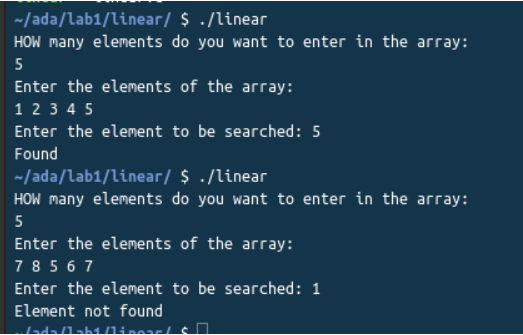 ~/ada/lab1/linear/ $ ./linear
HOW many elements do you want to enter in the array:
5
Enter the elements of the array:
1 2 3 4 5
Enter the element to be searched: 5
Found
~/ada/lab1/linear/ $ ./linear
HOW many elements do you want to enter in the array:
5
Enter the elements of the array:
7 8 5 6 7
Enter the element to be searched: 1
Element not found
~/ada/lab1/linear/ $